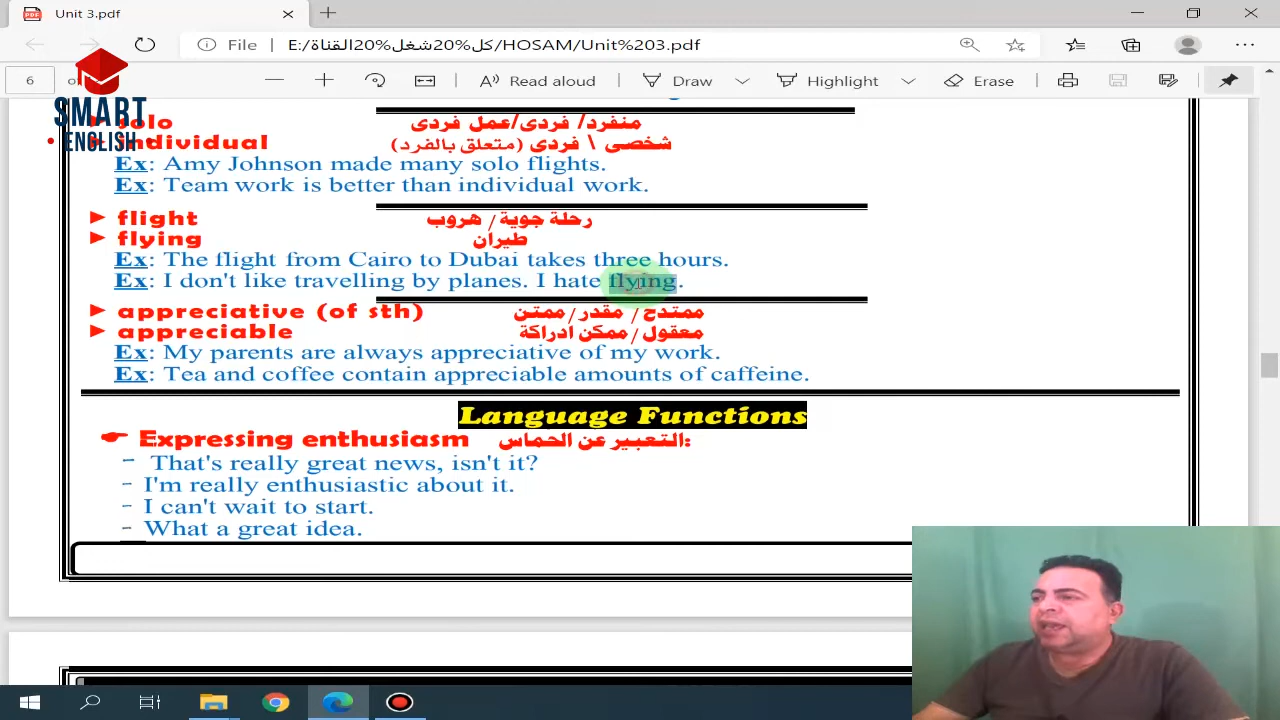 Unit 3.pdf
File | E:/كل%20شغل%20القناة/HOSAM/Unit%203.pdf
6
Read aloud
Draw
Highlight
Erase
SMART
ENGLISH
solo منفرد/ فردى/عمل فردى
individual شخصى \ فردى (متعلق بالفرد)
Ex: Amy Johnson made many solo flights.
Ex: Team work is better than individual work.
flight رحلة جوية/ هروب
flying طيران
Ex: The flight from Cairo to Dubai takes three hours.
Ex: I don't like travelling by planes. I hate flying.
appreciative (of sth) ممتدح/ مقدر/ ممتن
appreciable معقول/ ممكن ادراكة
Ex: My parents are always appreciative of my work.
Ex: Tea and coffee contain appreciable amounts of caffeine.
Language Functions
Expressing enthusiasm التعبير عن الحماس:
- That's really great news, isn't it?
- I'm really enthusiastic about it.
- I can't wait to start.
- What a great idea.